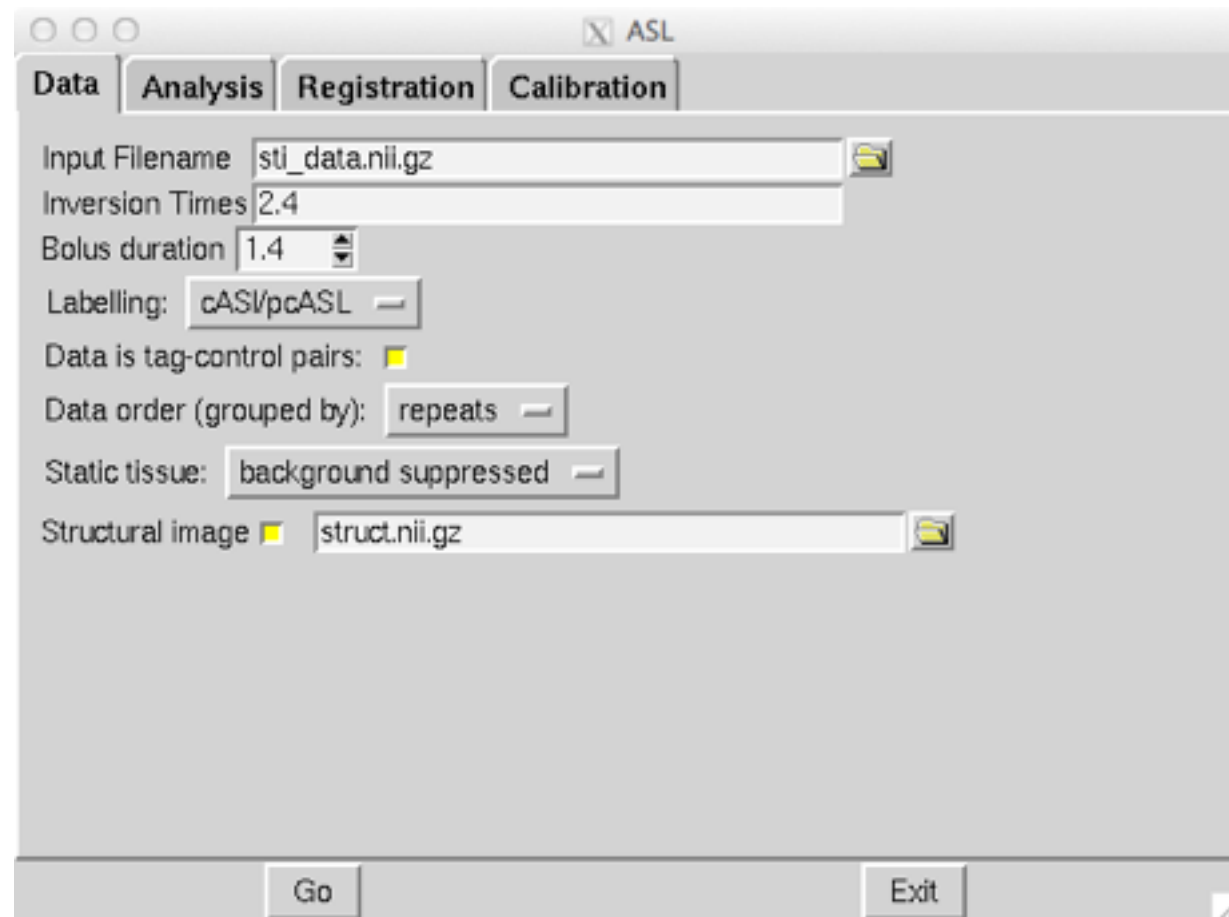 X ASL
Data Analysis Registration Calibration
Input Filename sti_data.nii.gz
Inversion Times 2.4
Bolus duration 1.4
Labelling: cASl/pcASL
Data is tag-control pairs:
Data order (grouped by): repeats
Static tissue: background suppressed
Structural image struct.nii.gz
Go Exit